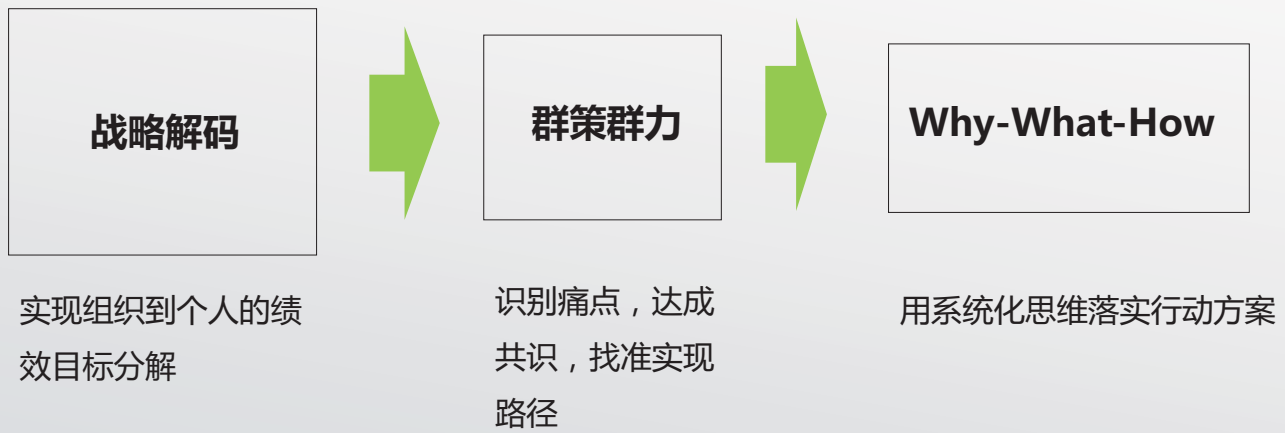 战略解码
群策群力
Why-What-How
实现组织到个人的绩
效目标分解
识别痛点，达成
共识，找准实现
路径
用系统化思维落实行动方案